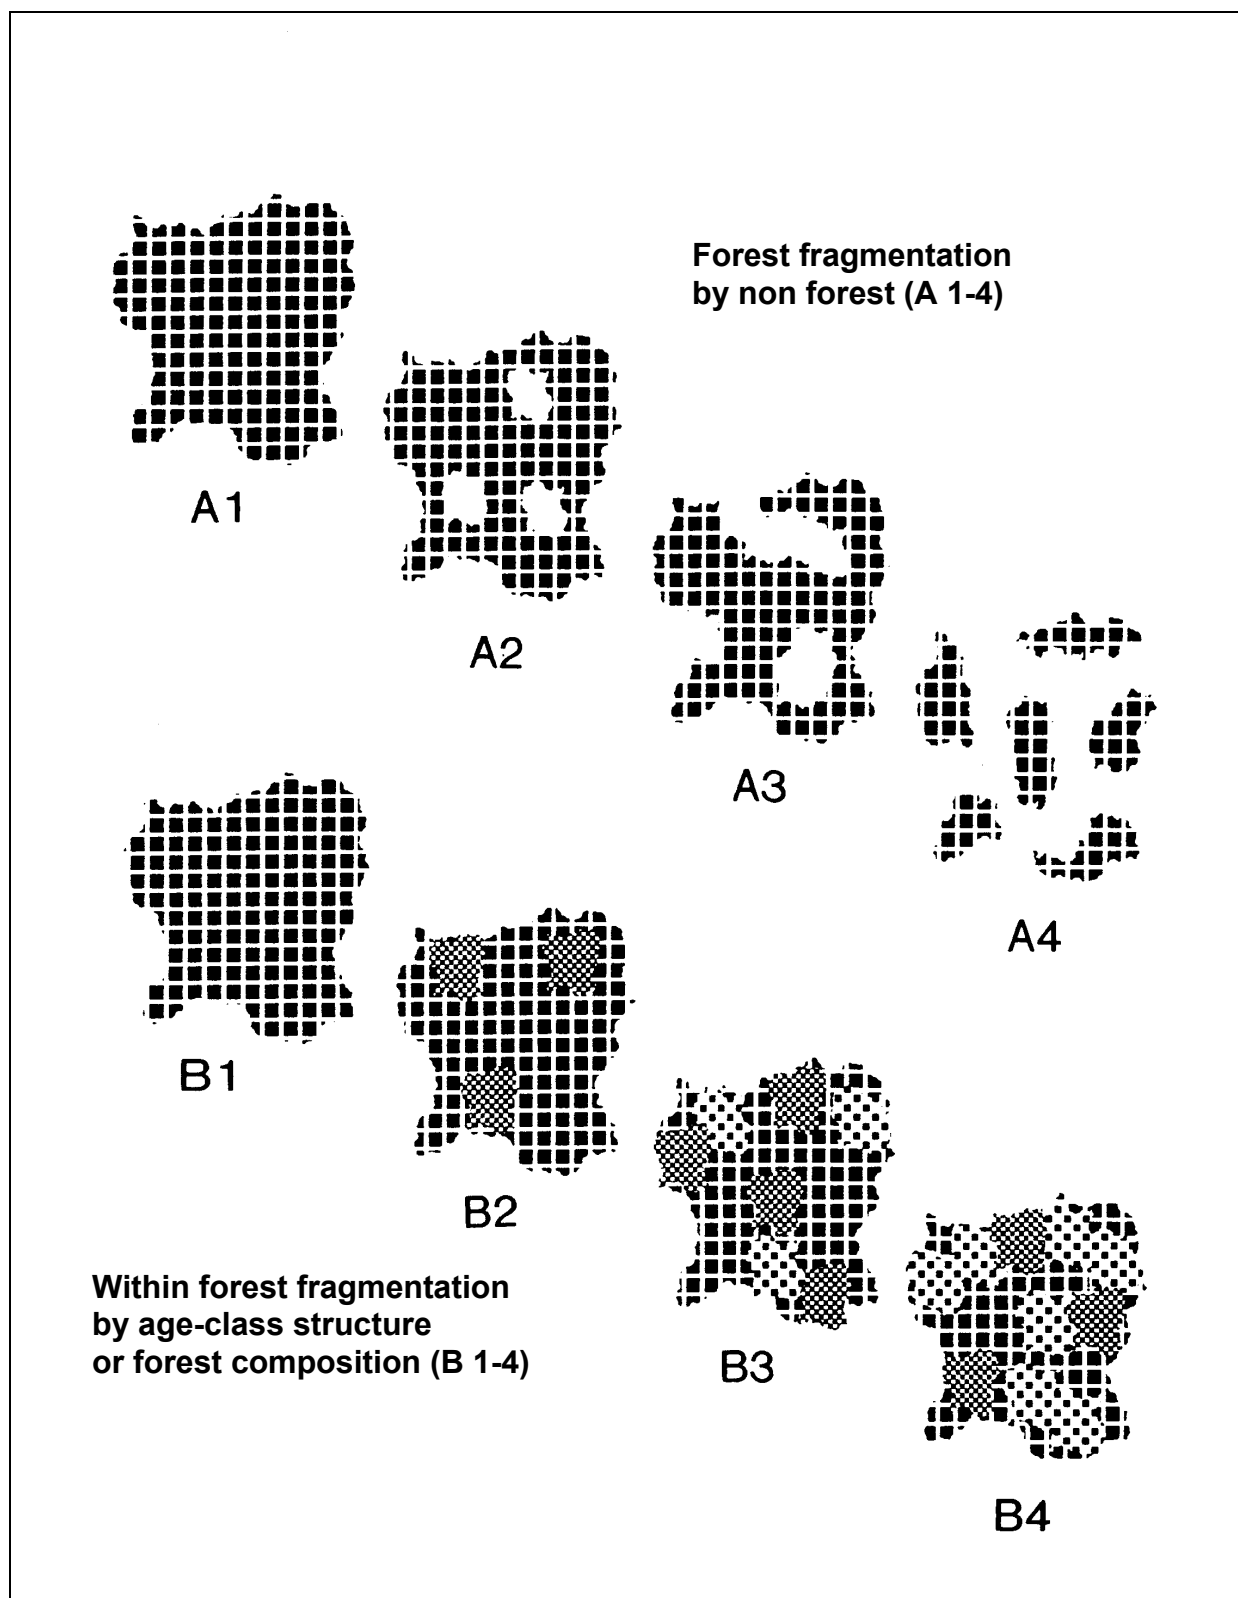 Forest fragmentation
by non forest (A 1-4)
A1
A2
A3
A4
B1
B2
B3
B4
Within forest fragmentation
by age-class structure
or forest composition (B 1-4)